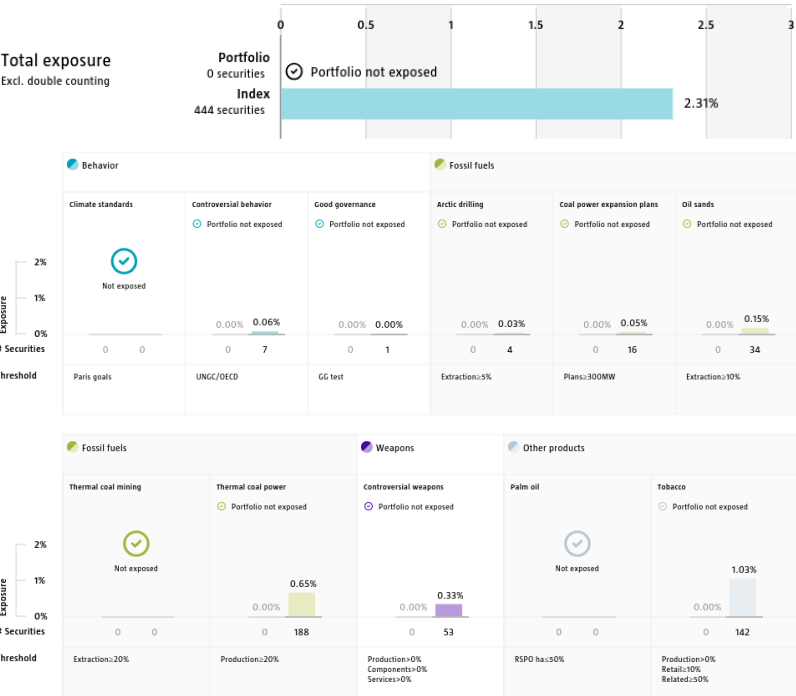 0 0.5 1 1.5 2 2.5 3
Total exposure
Excl. double counting
Portfolio
0 securities
Portfolio not exposed
Index
444 securities
2.31%
Behavior
Fossil fuels
Climate standards
Controversial behavior
Good governance
Arctic drilling
Coal power expansion plans
Oil sands
Portfolio not exposed
Portfolio not exposed
Portfolio not exposed
Portfolio not exposed
Portfolio not exposed
Not exposed
Exposure
2%
1%
0%
0.00% 0.06%
0.00% 0.00%
0.00% 0.03%
0.00% 0.05%
0.00% 0.15%
Securities
0 0
0 7
0 1
0 4
0 16
0 34
hreshold
Paris goals
UNGC/OECD
GG test
Extraction≥5%
Plans≥300MW
Extraction≥10%
Fossil fuels
Weapons
Other products
Thermal coal mining
Thermal coal power
Controversial weapons
Palm oil
Tobacco
Portfolio not exposed
Portfolio not exposed
Portfolio not exposed
Not exposed
Not exposed
Exposure
2%
1%
0%
0.00% 0.65%
0.00% 0.33%
0.00% 1.03%
Securities
0 0
0 188
0 53
0 0
0 142
hreshold
Extraction≥20%
Production≥20%
Production>0%
Components>0%
Services>0%
RSPO ha≤50%
Production>0%
Retail≥10%
Related≥50%